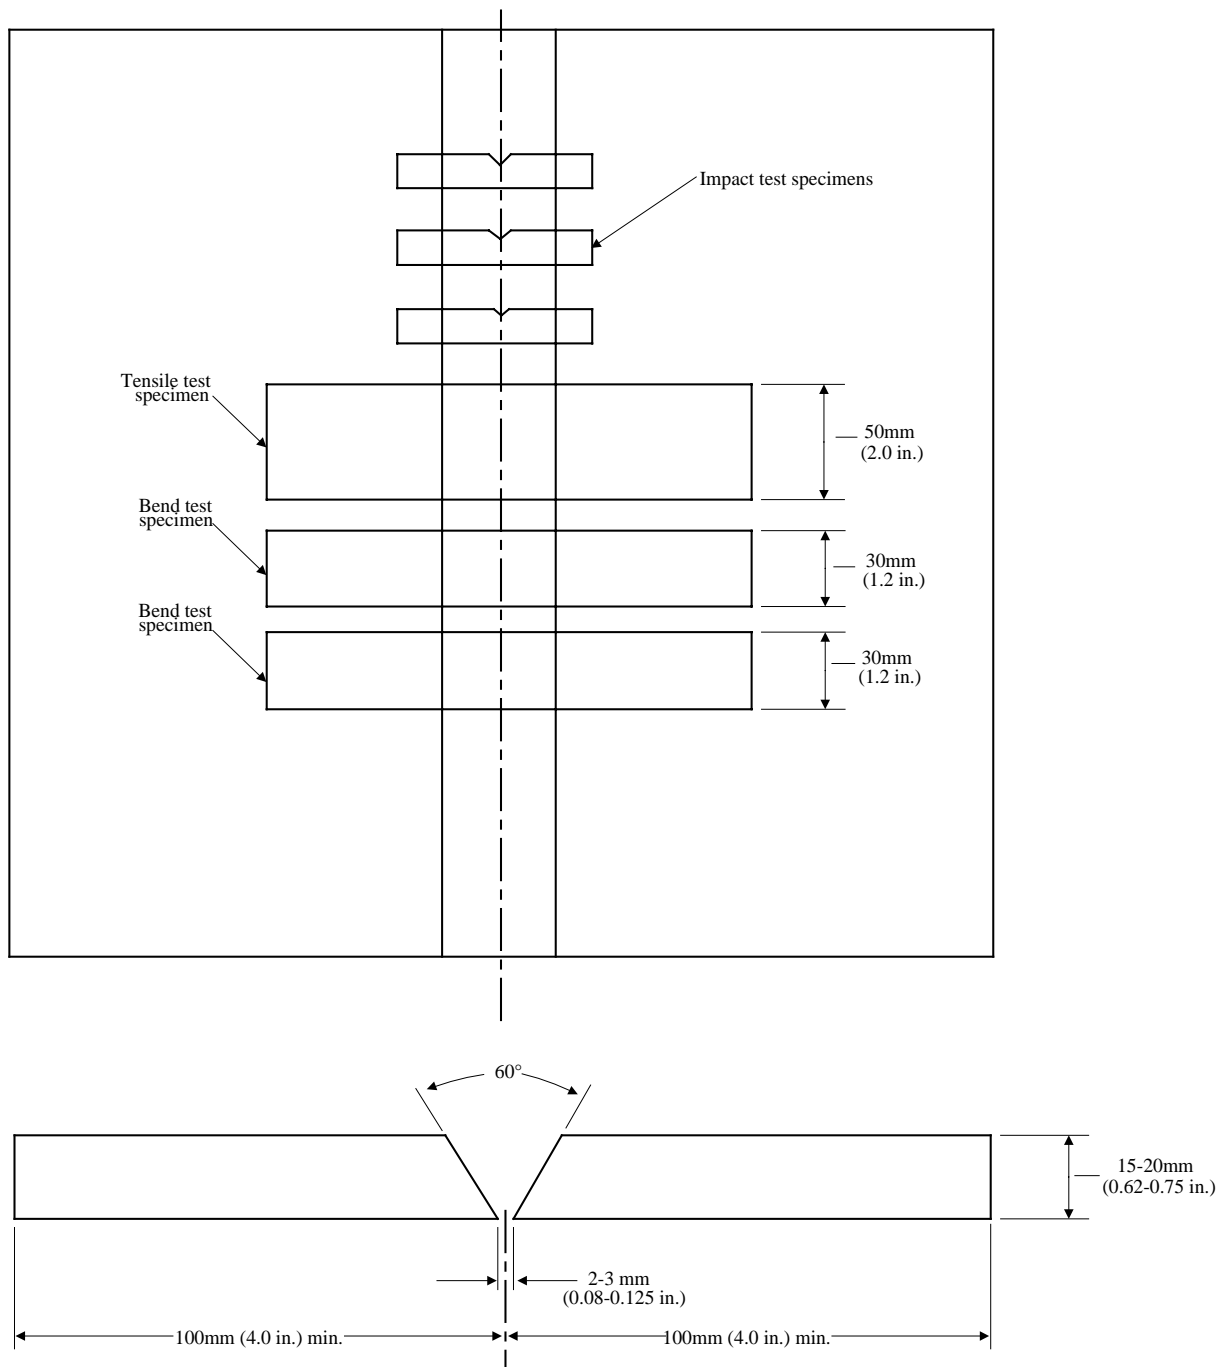 Impact test specimens
Tensile test
specimen
50mm
(2.0 in.)
Bend test
specimen
30mm
(1.2 in.)
Bend test
specimen
30mm
(1.2 in.)
60°
15-20mm
(0.62-0.75 in.)
2-3 mm
(0.08-0.125 in.)
100mm (4.0 in.) min.
100mm (4.0 in.) min.